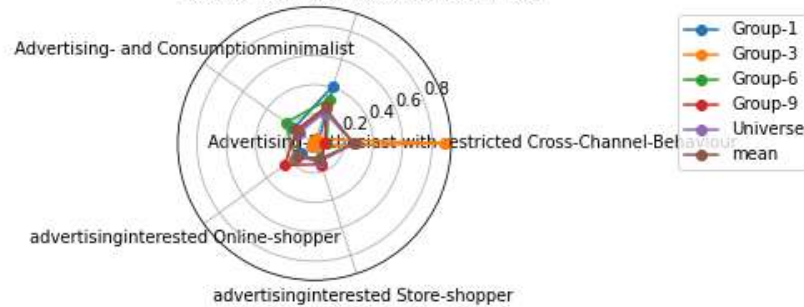 Advertising- and Consumptionminimalist
0.8
0.6
0.4
0.2
Advertising-Enthusiast with restricted Cross-Channel-Behaviour
advertisinginterested Online-shopper
advertisinginterested Store-shopper
Group-1
Group-3
Group-6
Group-9
Universe
mean